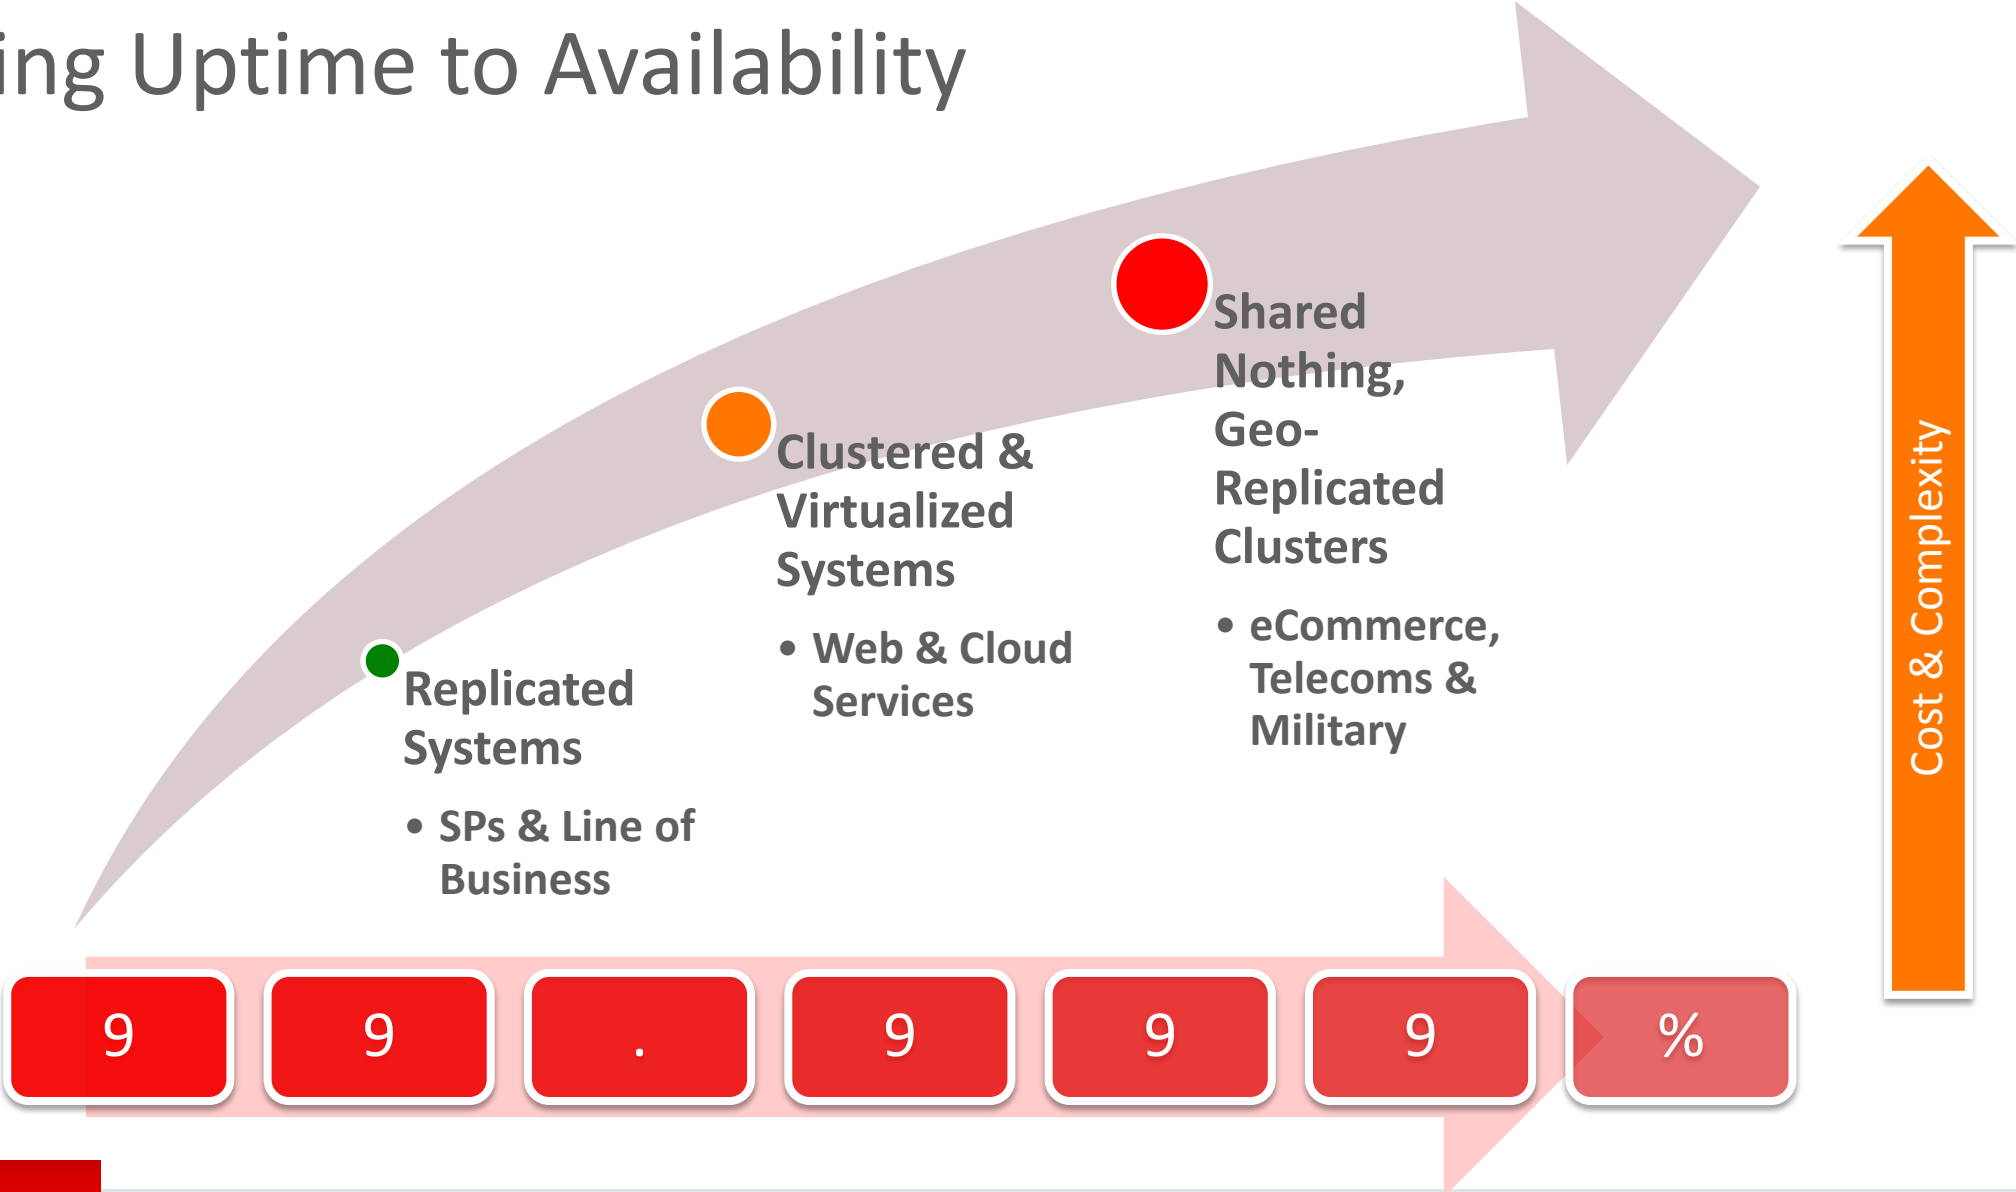 ing Uptime to Availability
Shared
Nothing,
Geo-
Replicated
Clusters
• eCommerce,
Telecoms &
Military
Clustered &
Virtualized
Systems
• Web & Cloud
Services
Replicated
Systems
• SPs & Line of
Business
Cost & Complexity
9 9 . 9 9 9 %